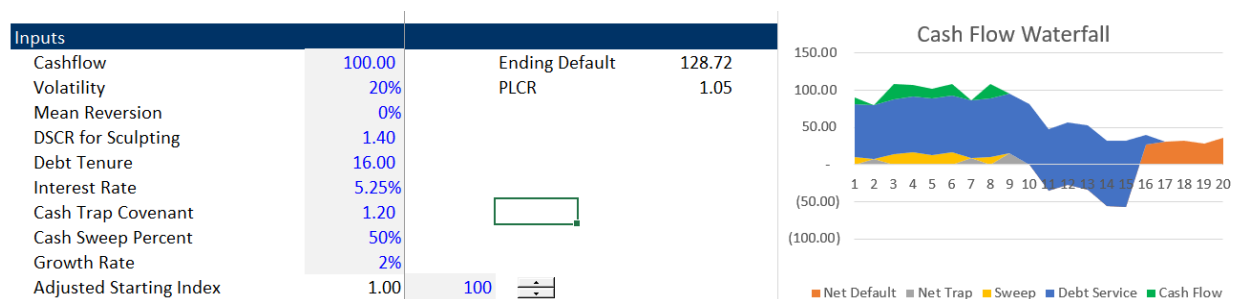 Inputs
Cashflow 100.00 Ending Default 128.72
Volatility 20% PLCR 1.05
Mean Reversion 0%
DSCR for Sculpting 1.40
Debt Tenure 16.00
Interest Rate 5.25%
Cash Trap Covenant 1.20
Cash Sweep Percent 50%
Growth Rate 2%
Adjusted Starting Index 1.00 100
Cash Flow Waterfall
150.00
100.00
50.00
-
(50.00)
(100.00)
1 2 3 4 5 6 7 8 9 10 11 12 13 14 15 16 17 18 19 20
Net Default Net Trap Sweep Debt Service Cash Flow